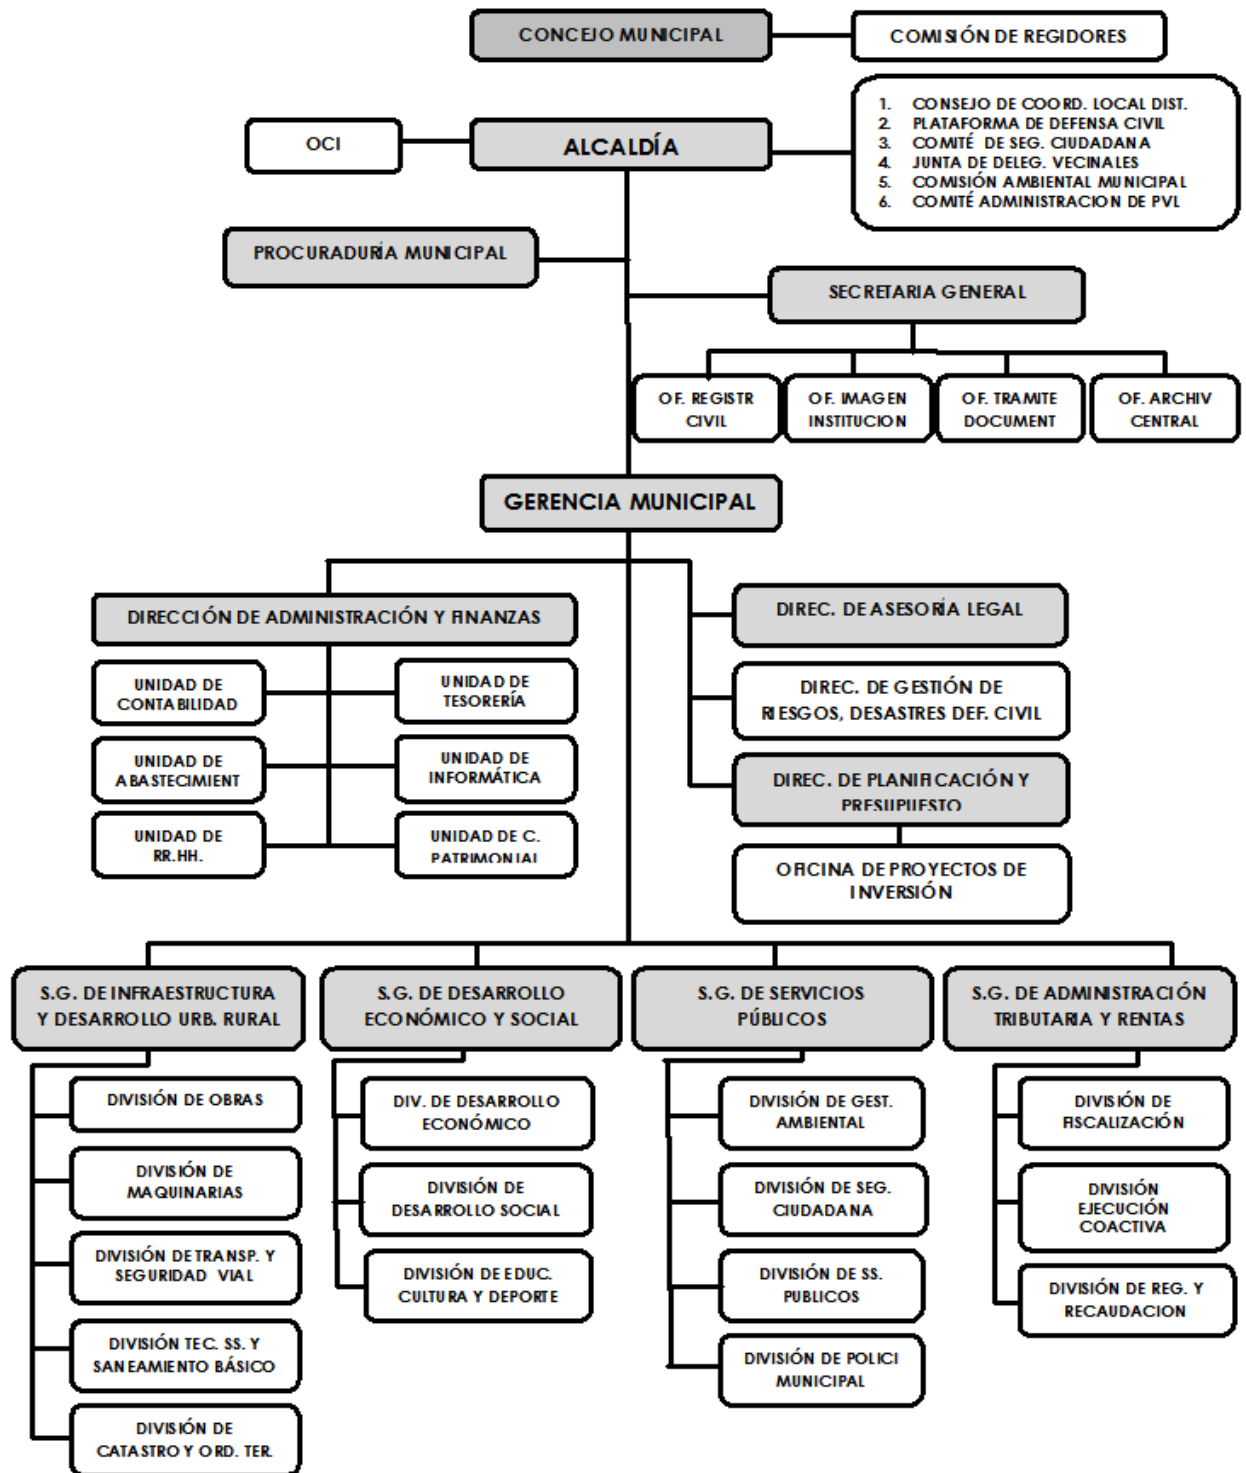 CONCEJO MUNICIPAL
COMISIÓN DE REGIDORES
OCI
ALCALDÍA
1. CONSEJO DE COORD. LOCAL DIST.
2. PLATAFORMA DE DEFENSA CIVIL
3. COMITÉ DE SEG. CIUDADANA
4. JUNTA DE DELEG. VECINALES
5. COMISIÓN AMBIENTAL MUNICIPAL
6. COMITÉ ADMINISTRACION DE PVL
PROCURADURÍA MUNICIPAL
SECRETARIA GENERAL
OF. REGISTR
CIVIL
OF. IMAGEN
INSTITUCION
OF. TRAMITE
DOCUMENT
OF. ARCHIV
CENTRAL
GERENCIA MUNICIPAL
DIRECCIÓN DE ADMINISTRACIÓN Y FINANZAS
UNIDAD DE
CONTABILIDAD
UNIDAD DE
TESORERÍA
UNIDAD DE
ABASTECIMIENT
UNIDAD DE
INFORMÁTICA
UNIDAD DE
RR.HH.
UNIDAD DE C.
PATRIMONIAL
DIREC. DE ASESORÍA LEGAL
DIREC. DE GESTIÓN DE
RIESGOS, DESASTRES DEF. CIVIL
DIREC. DE PLANIFICACIÓN Y
PRESUPUESTO
OFICINA DE PROYECTOS DE
INVERSIÓN
S.G. DE INFRAESTRUCTURA
Y DESARROLLO URB. RURAL
DIVISIÓN DE OBRAS
DIVISIÓN DE
MAQUINARIAS
DIVISIÓN DE TRANSP. Y
SEGURIDAD VIAL
DIVISIÓN TEC. SS. Y
SANEAMIENTO BÁSICO
DIVISIÓN DE
CATASTRO Y ORD. TER.
S.G. DE DESARROLLO
ECONÓMICO Y SOCIAL
DIV. DE DESARROLLO
ECONÓMICO
DIVISIÓN DE
DESARROLLO SOCIAL
DIVISIÓN DE EDUC.
CULTURA Y DEPORTE
S.G. DE SERVICIOS
PÚBLICOS
DIVISIÓN DE GEST.
AMBIENTAL
DIVISIÓN DE SEG.
CIUDADANA
DIVISIÓN DE SS.
PUBLICOS
DIVISIÓN DE POLICI
MUNICIPAL
S.G. DE ADMINISTRACIÓN
TRIBUTARIA Y RENTAS
DIVISIÓN DE
FISCALIZACIÓN
DIVISIÓN
EJECUCIÓN
COACTIVA
DIVISIÓN DE REG. Y
RECAUDACION